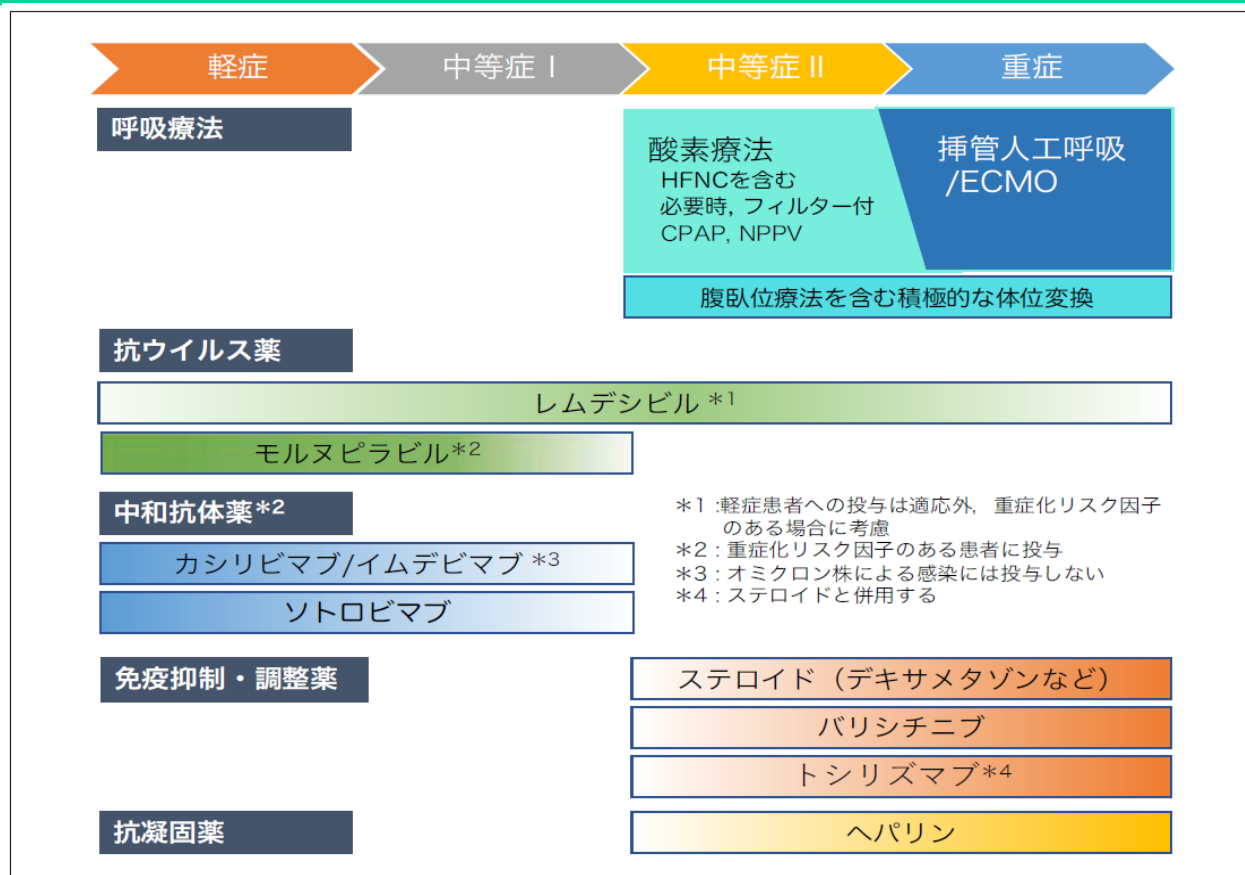 軽症
中等症 I
中等症 II
重症
呼吸療法
酸素療法
HFNCを含む
必要時, フィルター付
CPAP, NPPV
挿管人工呼吸
/ECMO
腹臥位療法を含む積極的な体位変換
抗ウイルス薬
レムデシビル *1
モルヌピラビル*2
中和抗体薬*2
カシリビマブ/イムデビマブ *3
ソトロビマブ
*1 :軽症患者への投与は適応外, 重症化リスク因子
のある場合に考慮
*2 : 重症化リスク因子のある患者に投与
*3 : オミクロン株による感染には投与しない
*4 : ステロイドと併用する
免疫抑制・調整薬
ステロイド（デキサメタゾンなど）
バリシチニブ
トシリズマブ*4
抗凝固薬
ヘパリン